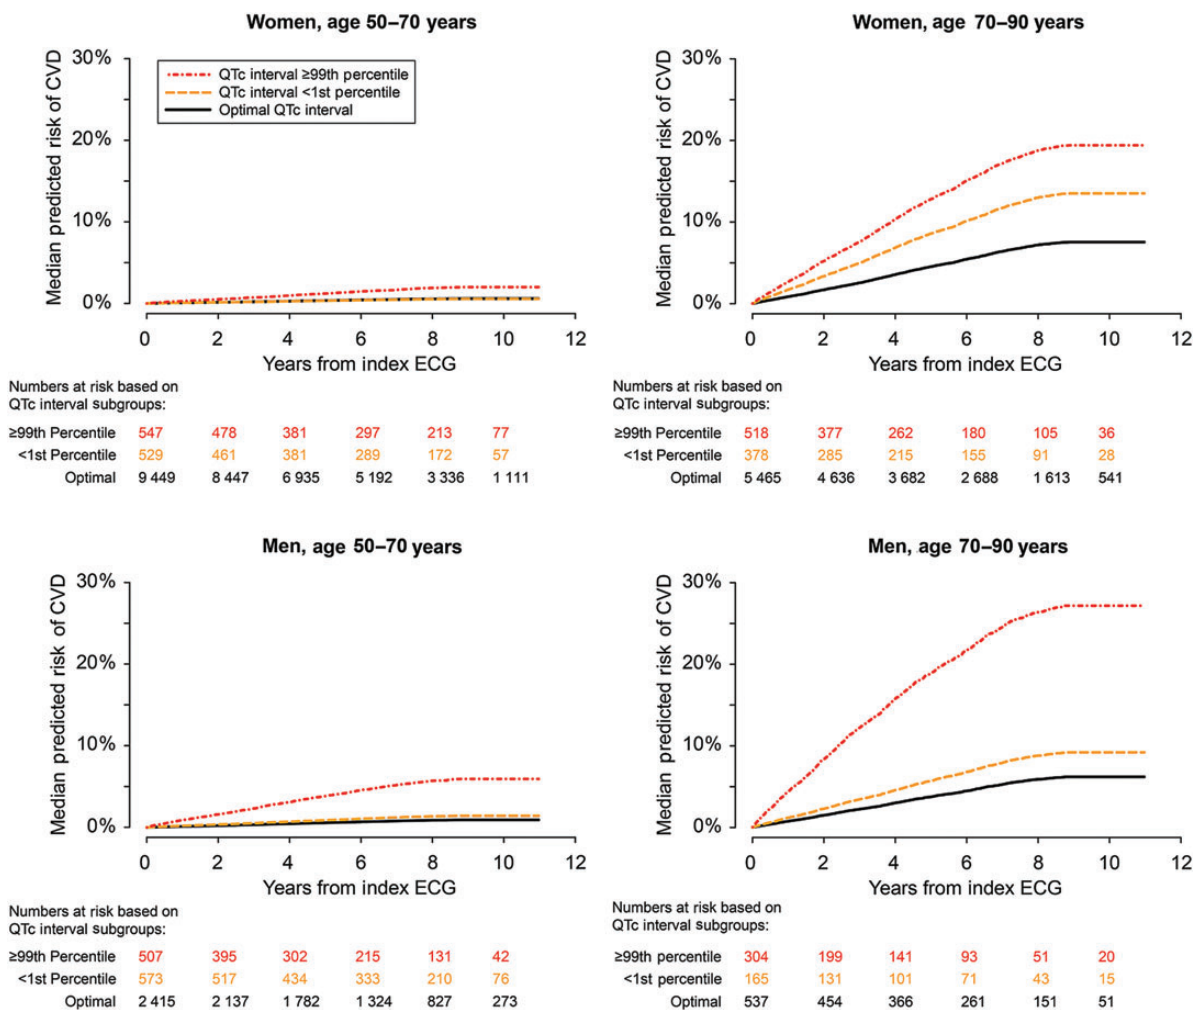 Women, age 50–70 years
Median predicted risk of CVD
30%
20%
10%
0%
QTc interval ≥99th percentile
QTc interval <1st percentile
Optimal QTc interval
0 2 4 6 8 10 12
Years from index ECG
Numbers at risk based on
QTc interval subgroups:
≥99th Percentile 547 478 381 297 213 77
<1st Percentile 529 461 381 289 172 57
Optimal 9 449 8 447 6 935 5 192 3 336 1 111
Women, age 70–90 years
Median predicted risk of CVD
30%
20%
10%
0%
0 2 4 6 8 10 12
Years from index ECG
Numbers at risk based on
QTc interval subgroups:
≥99th Percentile 518 377 262 180 105 36
<1st Percentile 378 285 215 155 91 28
Optimal 5 465 4 636 3 682 2 688 1 613 541
Men, age 50–70 years
Median predicted risk of CVD
30%
20%
10%
0%
0 2 4 6 8 10 12
Years from index ECG
Numbers at risk based on
QTc interval subgroups:
≥99th Percentile 507 395 302 215 131 42
<1st Percentile 573 517 434 333 210 76
Optimal 2 415 2 137 1 782 1 324 827 273
Men, age 70–90 years
Median predicted risk of CVD
30%
20%
10%
0%
0 2 4 6 8 10 12
Years from index ECG
Numbers at risk based on
QTc interval subgroups:
≥99th percentile 304 199 141 93 51 20
<1st percentile 165 131 101 71 43 15
Optimal 537 454 366 261 151 51